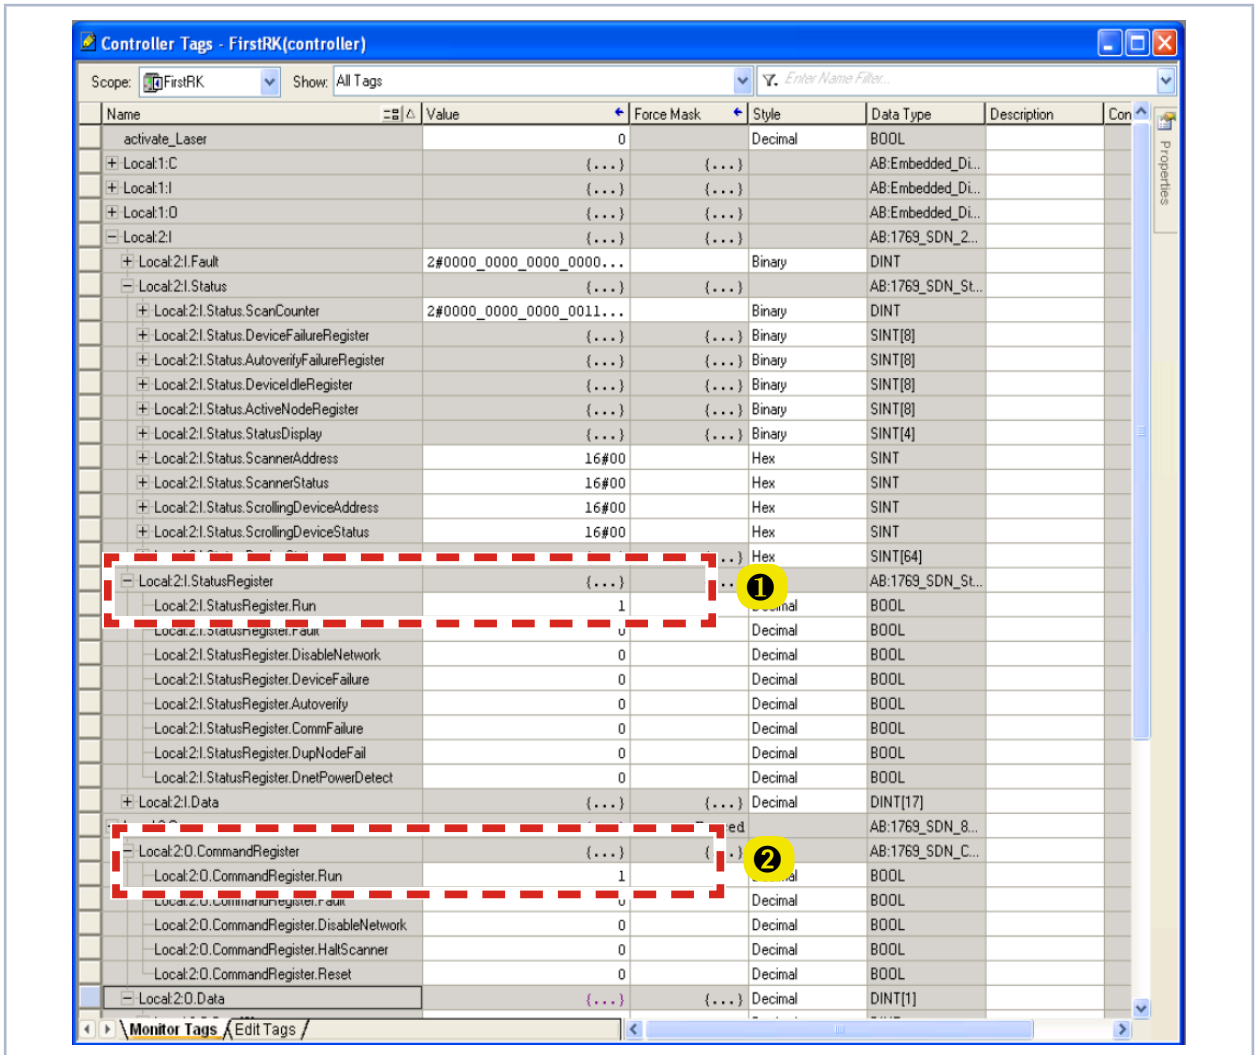 Controller Tags - FirstRK(controller)
Scope: FirstRK Show: All Tags Enter Name Filter...
Name Value Force Mask Style Data Type Description Con
activate_Laser 0 Decimal BOOL
Local:1:C {...} {...} AB:Embedded_Di...
Local:1:I {...} {...} AB:Embedded_Di...
Local:1:O {...} {...} AB:Embedded_Di...
Local:2:I {...} {...} AB:1769_SDN_2...
Local:2:I.Fault 2#0000_0000_0000_0000... Binary DINT
Local:2:I.Status {...} {...} AB:1769_SDN_St...
Local:2:I.Status.ScanCounter 2#0000_0000_0000_0011... Binary DINT
Local:2:I.Status.DeviceFailureRegister {...} {...} Binary SINT[8]
Local:2:I.Status.AutoverifyFailureRegister {...} {...} Binary SINT[8]
Local:2:I.Status.DeviceIdleRegister {...} {...} Binary SINT[8]
Local:2:I.Status.ActiveNodeRegister {...} {...} Binary SINT[8]
Local:2:I.Status.StatusDisplay {...} {...} Binary SINT[4]
Local:2:I.Status.ScannerAddress 16#00 Hex SINT
Local:2:I.Status.ScannerStatus 16#00 Hex SINT
Local:2:I.Status.ScrollingDeviceAddress 16#00 Hex SINT
Local:2:I.Status.ScrollingDeviceStatus 16#00 Hex SINT
Hex SINT[64]
Local:2:I.StatusRegister {...} AB:1769_SDN_St...
1
Local:2:I.StatusRegister.Run 1 BOOL
Local:2:I.StatusRegister.Fault 0 Decimal BOOL
Local:2:I.StatusRegister.DisableNetwork 0 Decimal BOOL
Local:2:I.StatusRegister.DeviceFailure 0 Decimal BOOL
Local:2:I.StatusRegister.Autoverify 0 Decimal BOOL
Local:2:I.StatusRegister.CommFailure 0 Decimal BOOL
Local:2:I.StatusRegister.DupNodeFail 0 Decimal BOOL
Local:2:I.StatusRegister.DnetPowerDetect 0 Decimal BOOL
Local:2:I.Data {...} {...} Decimal DINT[17]
AB:1769_SDN_8...
Local:2:O.CommandRegister {...} AB:1769_SDN_C...
2
Local:2:O.CommandRegister.Run 1 BOOL
Local:2:O.CommandRegister.Fault 0 Decimal BOOL
Local:2:O.CommandRegister.DisableNetwork 0 Decimal BOOL
Local:2:O.CommandRegister.HaltScanner 0 Decimal BOOL
Local:2:O.CommandRegister.Reset 0 Decimal BOOL
Local:2:O.Data {...} {...} Decimal DINT[1]
Monitor Tags Edit Tags
Properties